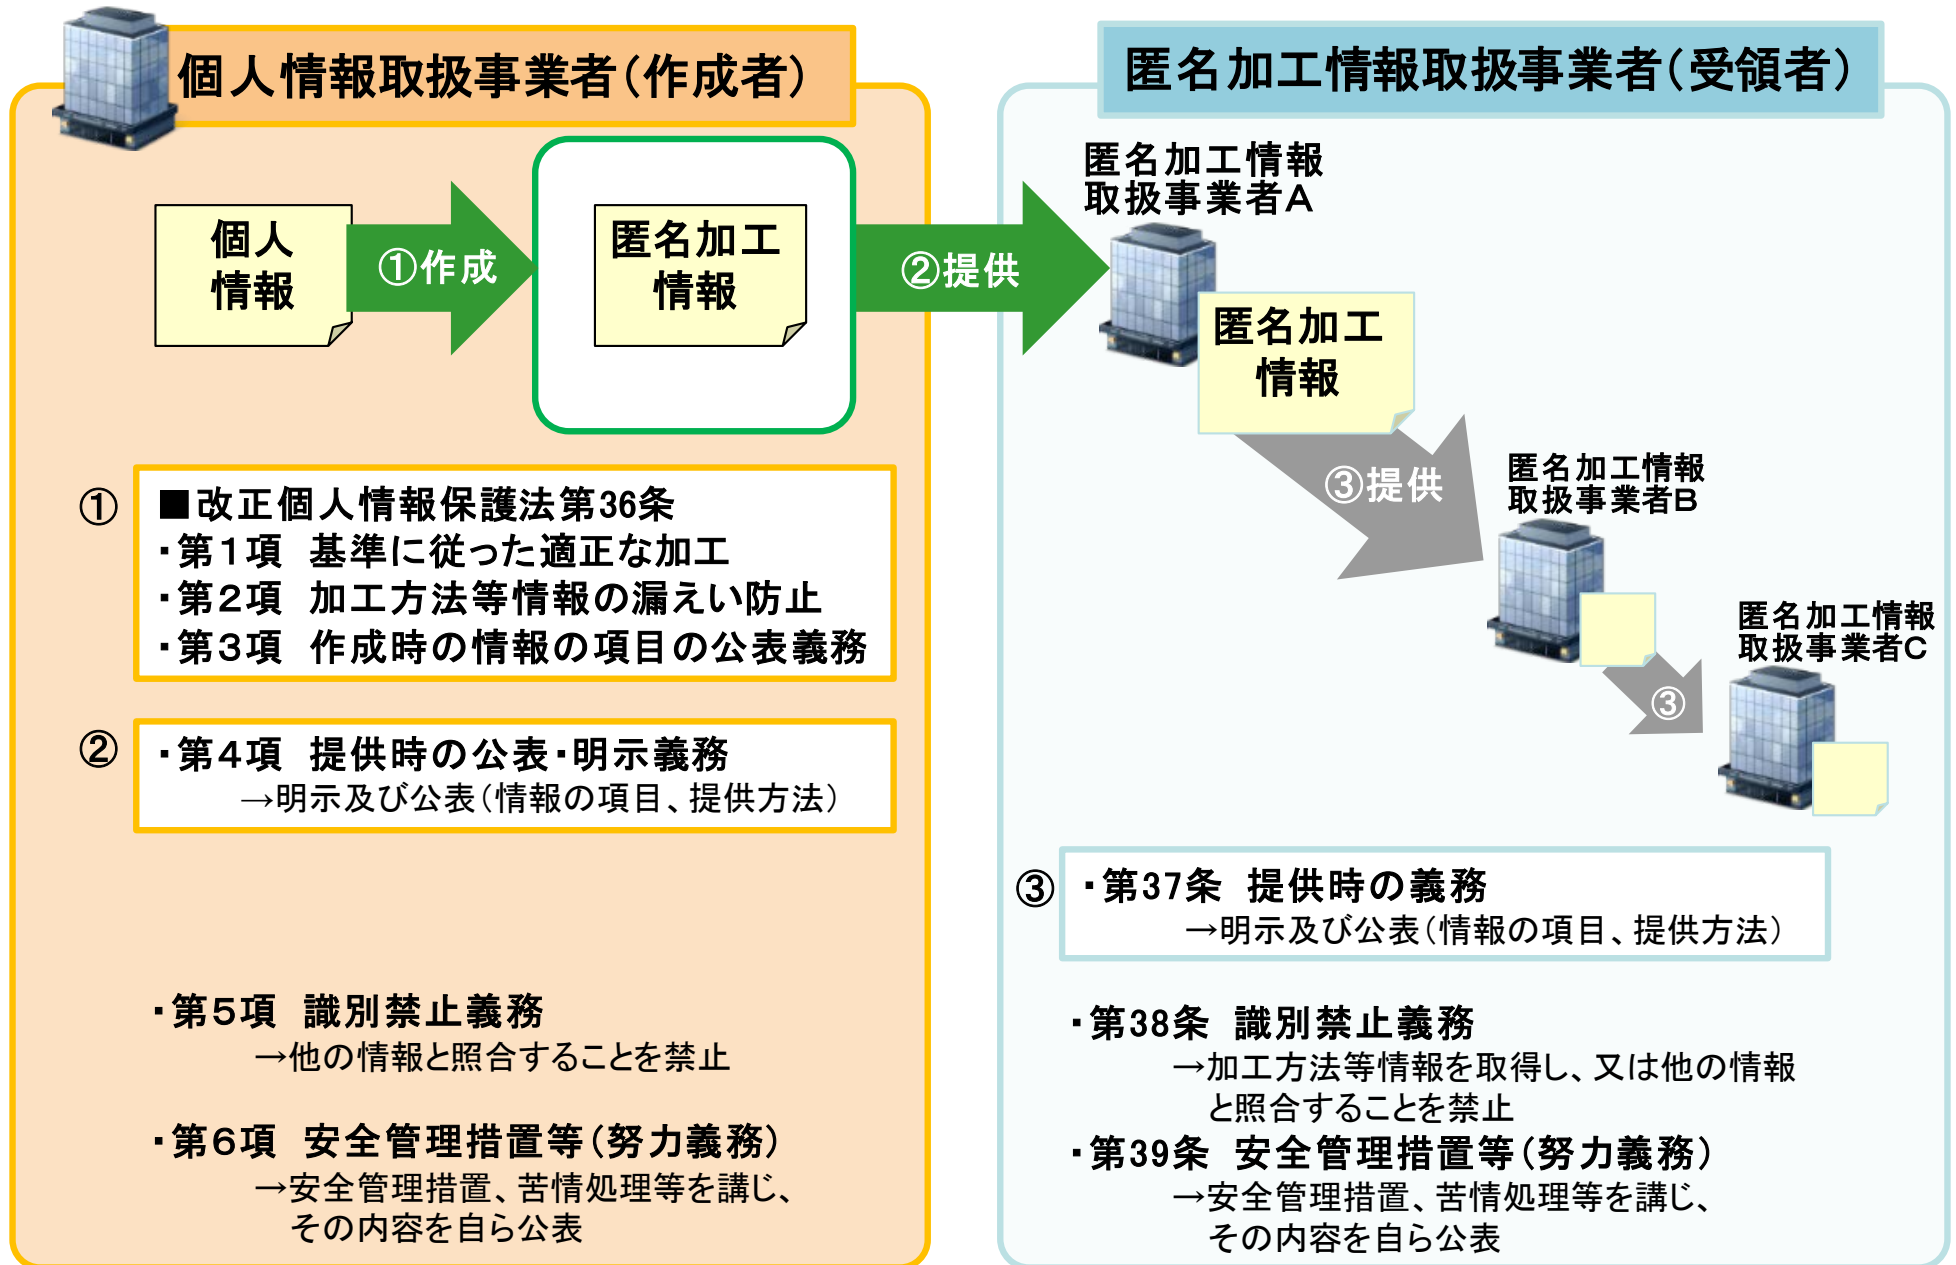 個人情報取扱事業者（作成者）
個人
情報
①作成
匿名加工
情報
②提供
①
■改正個人情報保護法第36条
・第１項　基準に従った適正な加工
・第２項　加工方法等情報の漏えい防止
・第３項　作成時の情報の項目の公表義務
②
・第４項　提供時の公表・明示義務
→明示及び公表（情報の項目、提供方法）
・第５項　識別禁止義務
→他の情報と照合することを禁止
・第６項　安全管理措置等（努力義務）
→安全管理措置、苦情処理等を講じ、
その内容を自ら公表
匿名加工情報取扱事業者（受領者）
匿名加工情報
取扱事業者Ａ
匿名加工
情報
③提供
匿名加工情報
取扱事業者Ｂ
③
匿名加工情報
取扱事業者Ｃ
③
・第37条　提供時の義務
→明示及び公表（情報の項目、提供方法）
・第38条　識別禁止義務
→加工方法等情報を取得し、又は他の情報
と照合することを禁止
・第39条　安全管理措置等（努力義務）
→安全管理措置、苦情処理等を講じ、
その内容を自ら公表